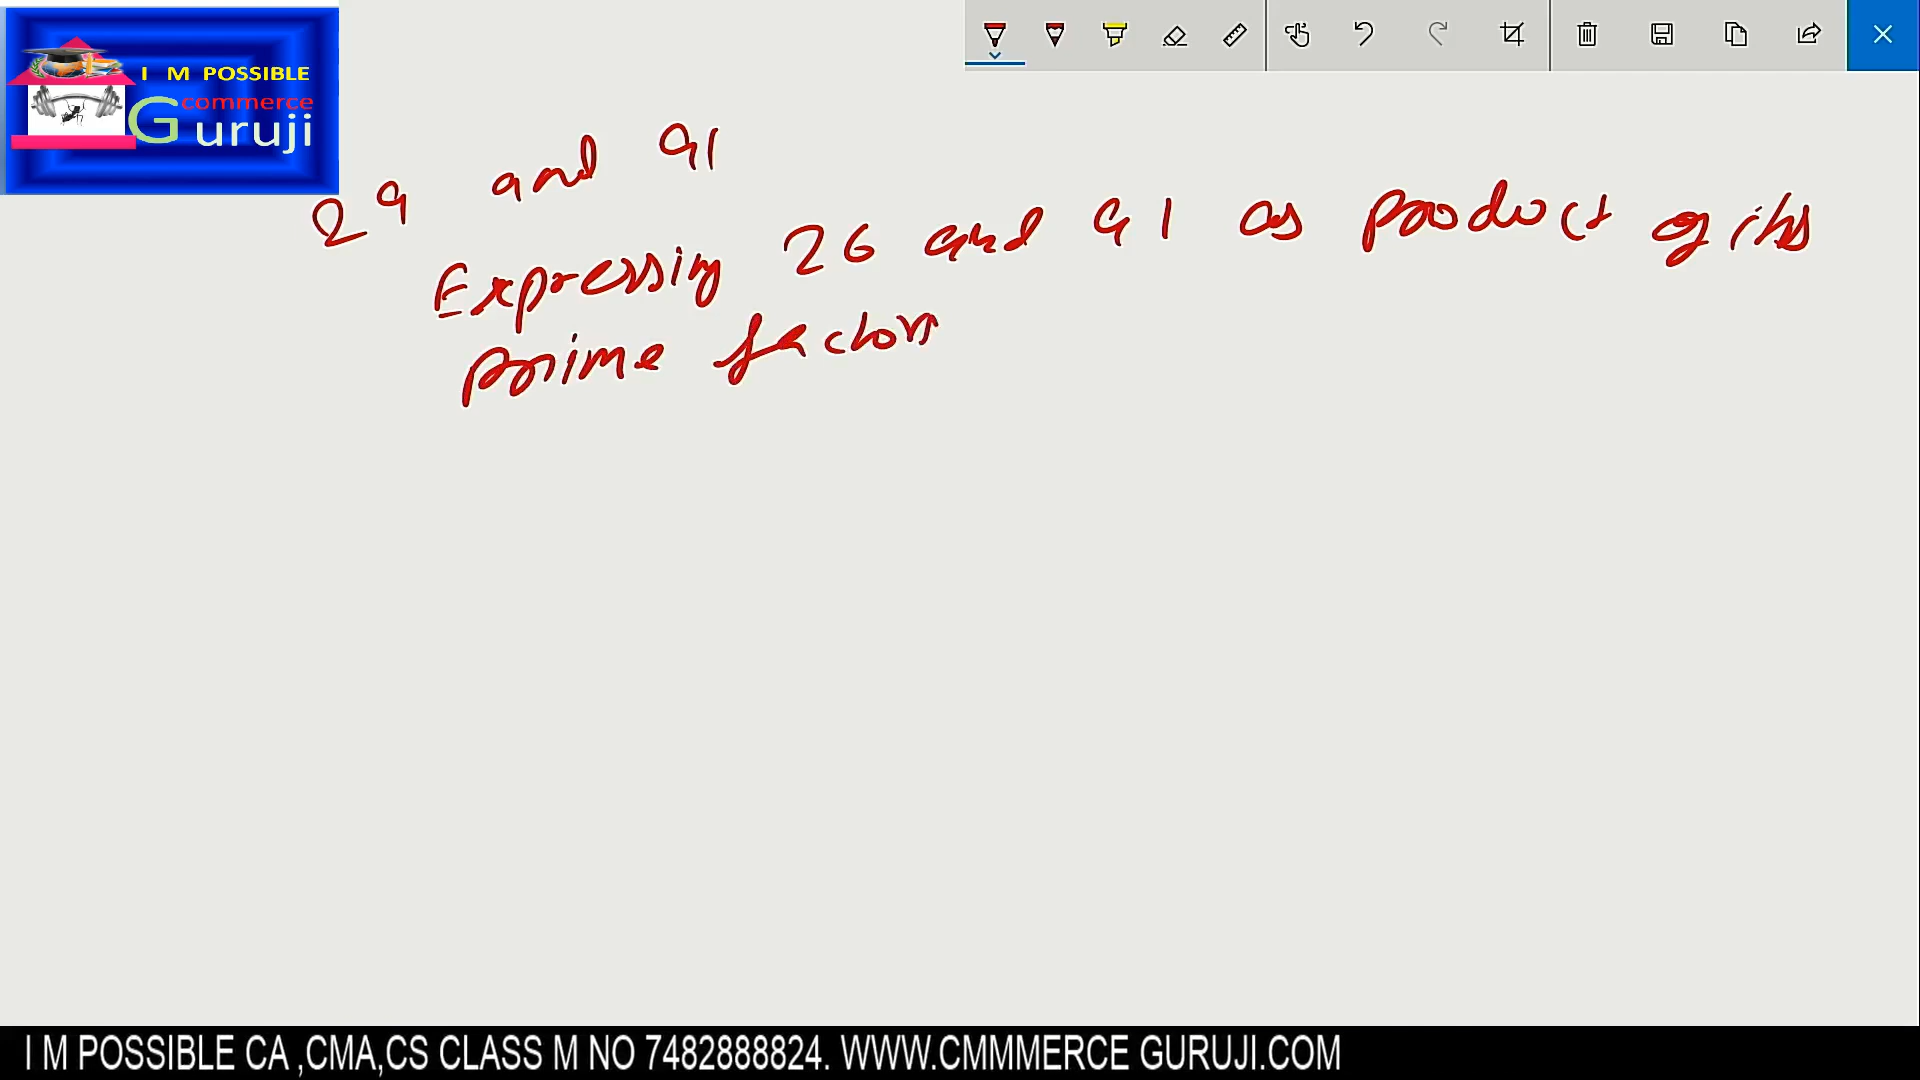 I M POSSIBLE
commerce
Guruji
29 and 91
Expressing 26 and 91 as product of its
prime factors
I M POSSIBLE CA ,CMA,CS CLASS M NO 7482888824. WWW.CMMMERCE GURUJI.COM